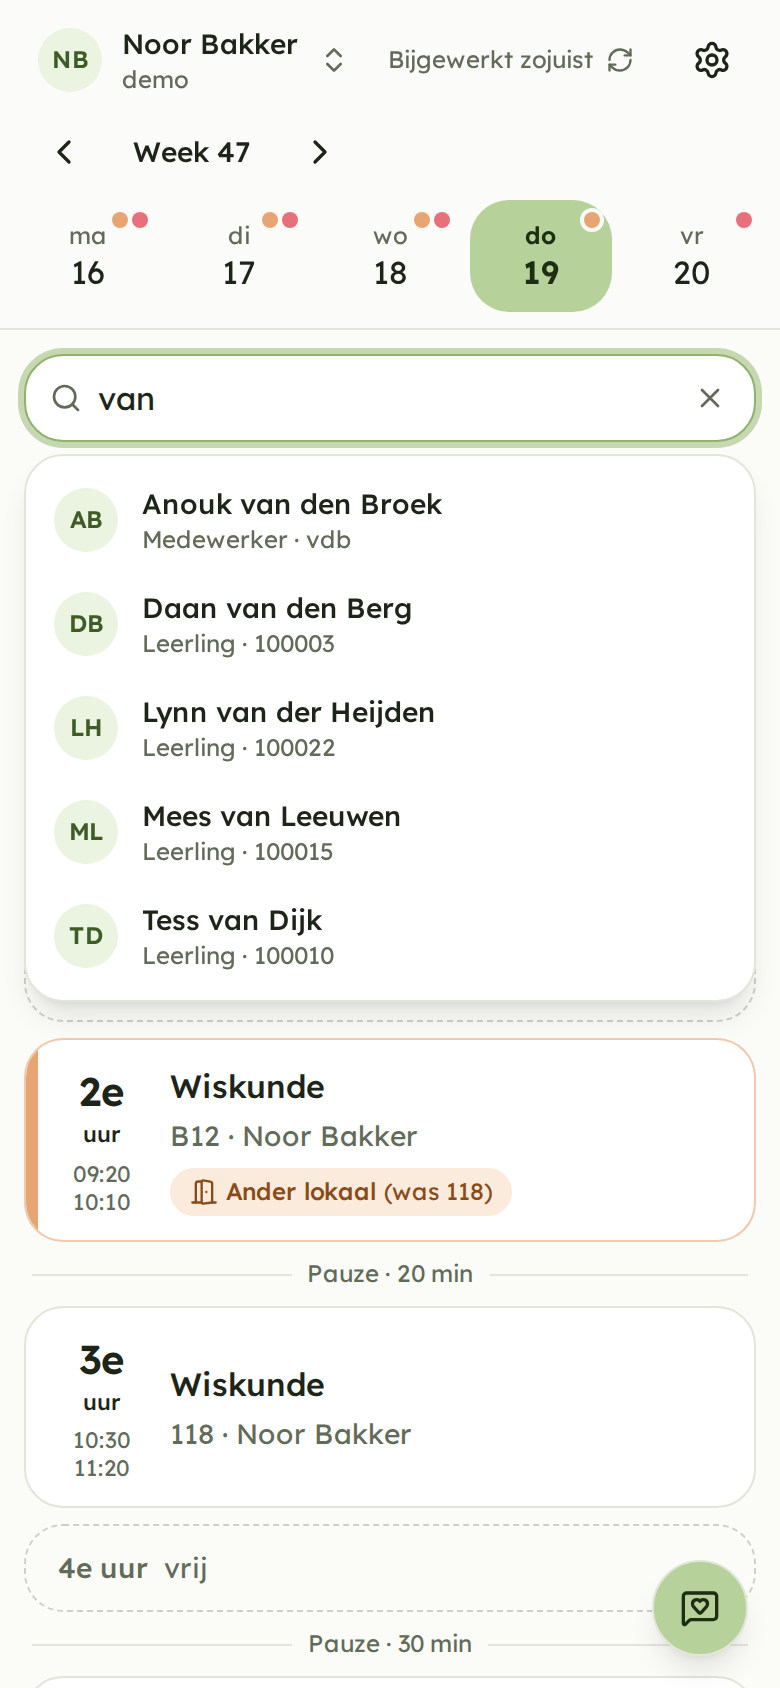 NB
Noor Bakker
demo
Bijgewerkt zojuist
Week 47
ma
16
di
17
wo
18
do
19
vr
20
van
AB
Anouk van den Broek
Medewerker · vdb
DB
Daan van den Berg
Leerling · 100003
LH
Lynn van der Heijden
Leerling · 100022
ML
Mees van Leeuwen
Leerling · 100015
TD
Tess van Dijk
Leerling · 100010
2e
uur
09:20
10:10
Wiskunde
B12 · Noor Bakker
Ander lokaal (was 118)
Pauze · 20 min
3e
uur
10:30
11:20
Wiskunde
118 · Noor Bakker
4e uur vrij
Pauze · 30 min